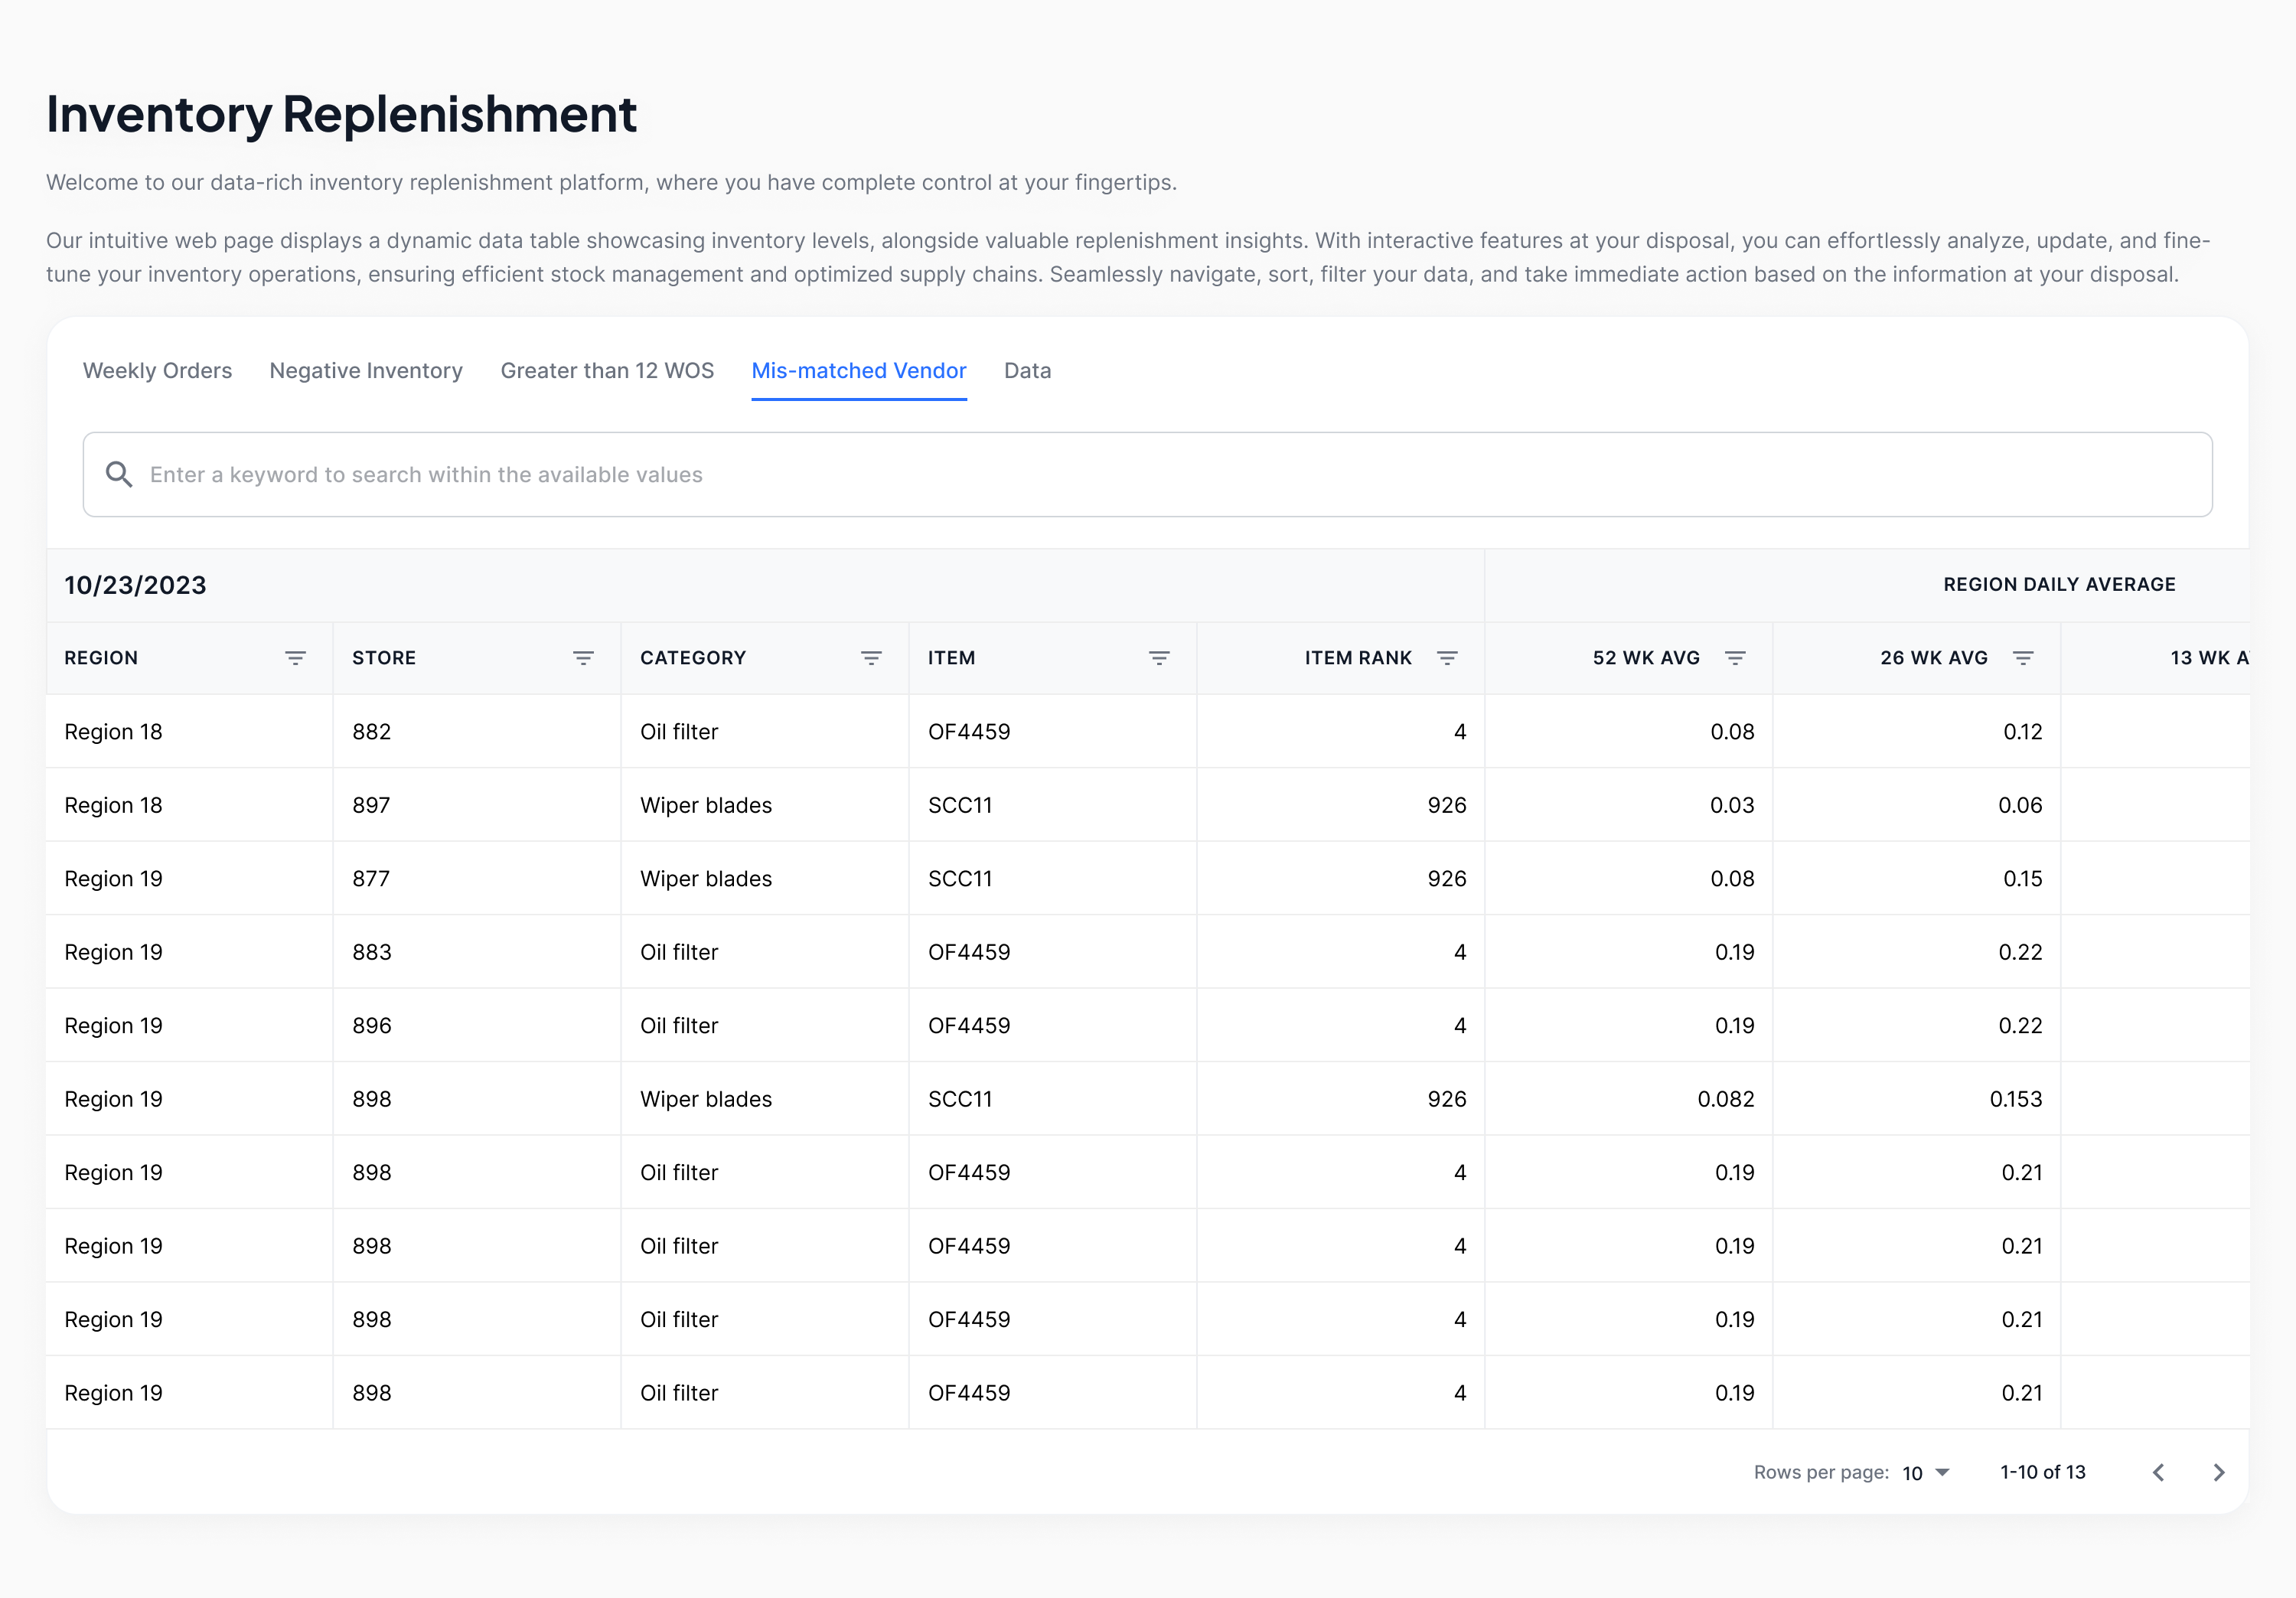 Inventory Replenishment
Welcome to our data-rich inventory replenishment platform, where you have complete control at your fingertips.
Our intuitive web page displays a dynamic data table showcasing inventory levels, alongside valuable replenishment insights. With interactive features at your disposal, you can effortlessly analyze, update, and fine-
tune your inventory operations, ensuring efficient stock management and optimized supply chains. Seamlessly navigate, sort, filter your data, and take immediate action based on the information at your disposal.
Weekly Orders Negative Inventory Greater than 12 WOS Mis-matched Vendor Data
Enter a keyword to search within the available values
10/23/2023 REGION DAILY AVERAGE
REGION STORE CATEGORY ITEM ITEM RANK 52 WK AVG 26 WK AVG 13 WK
Region 18 882 Oil filter OF4459 4 0.08 0.12
Region 18 897 Wiper blades SCC11 926 0.03 0.06
Region 19 877 Wiper blades SCC11 926 0.08 0.15
Region 19 883 Oil filter OF4459 4 0.19 0.22
Region 19 896 Oil filter OF4459 4 0.19 0.22
Region 19 898 Wiper blades SCC11 926 0.082 0.153
Region 19 898 Oil filter OF4459 4 0.19 0.21
Region 19 898 Oil filter OF4459 4 0.19 0.21
Region 19 898 Oil filter OF4459 4 0.19 0.21
Region 19 898 Oil filter OF4459 4 0.19 0.21
Rows per page: 10 1-10 of 13